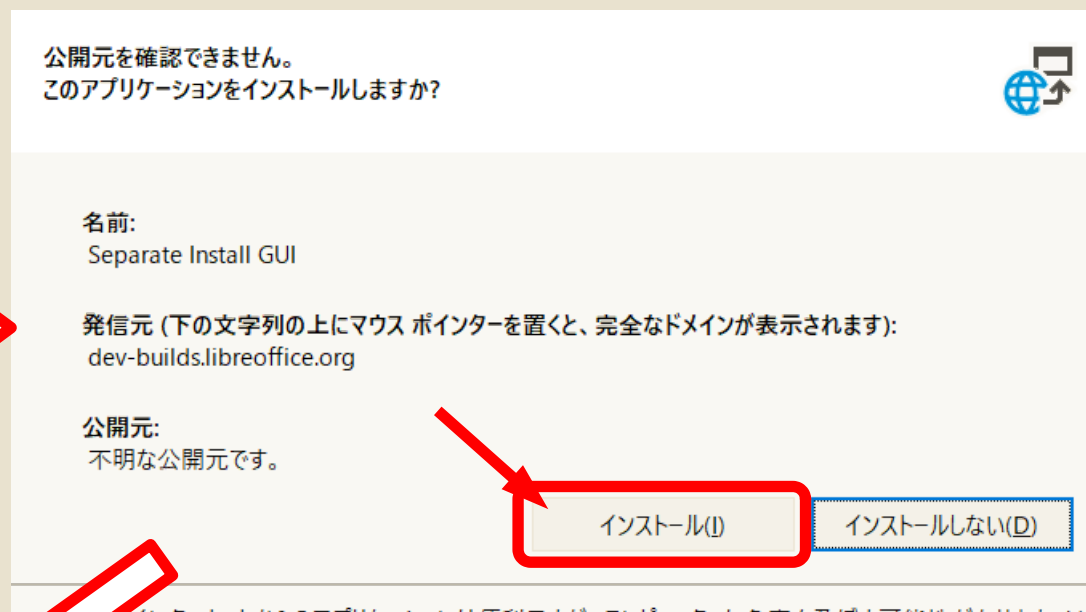 公開元を確認できません。
このアプリケーションをインストールしますか?
名前:
Separate Install GUI
発信元 (下の文字列の上にマウス ポインターを置くと、完全なドメインが表示されます):
dev-builds.libreoffice.org
公開元:
不明な公開元です。
インストール(I)
インストールしない(D)